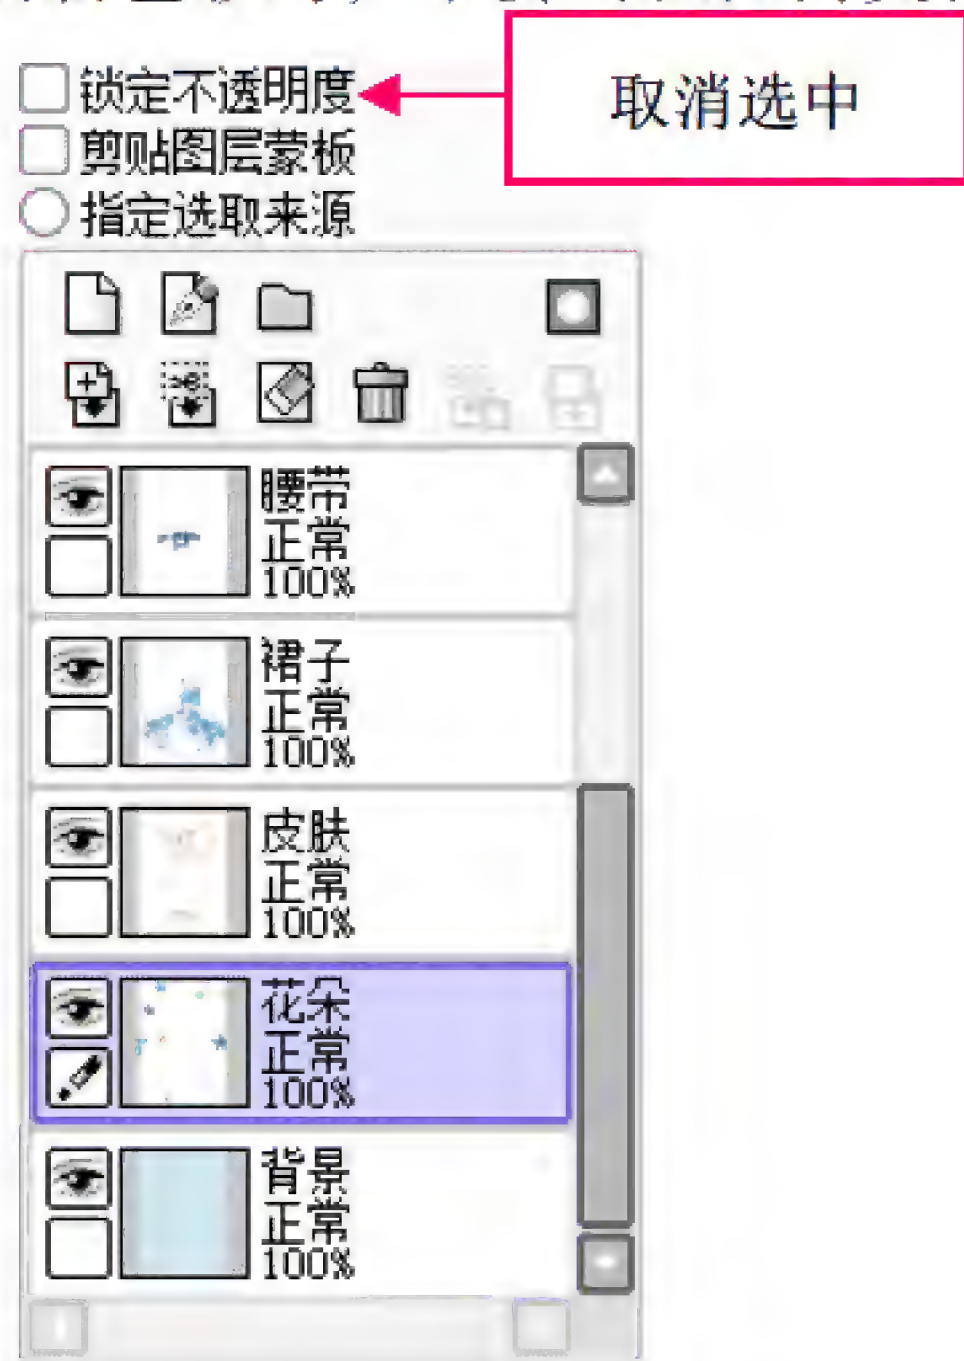 锁定不透明度
取消选中
剪贴图层蒙板
指定选取来源
腰带
正常
100%
裙子
正常
100%
皮肤
正常
100%
花朵
正常
100%
背景
正常
100%